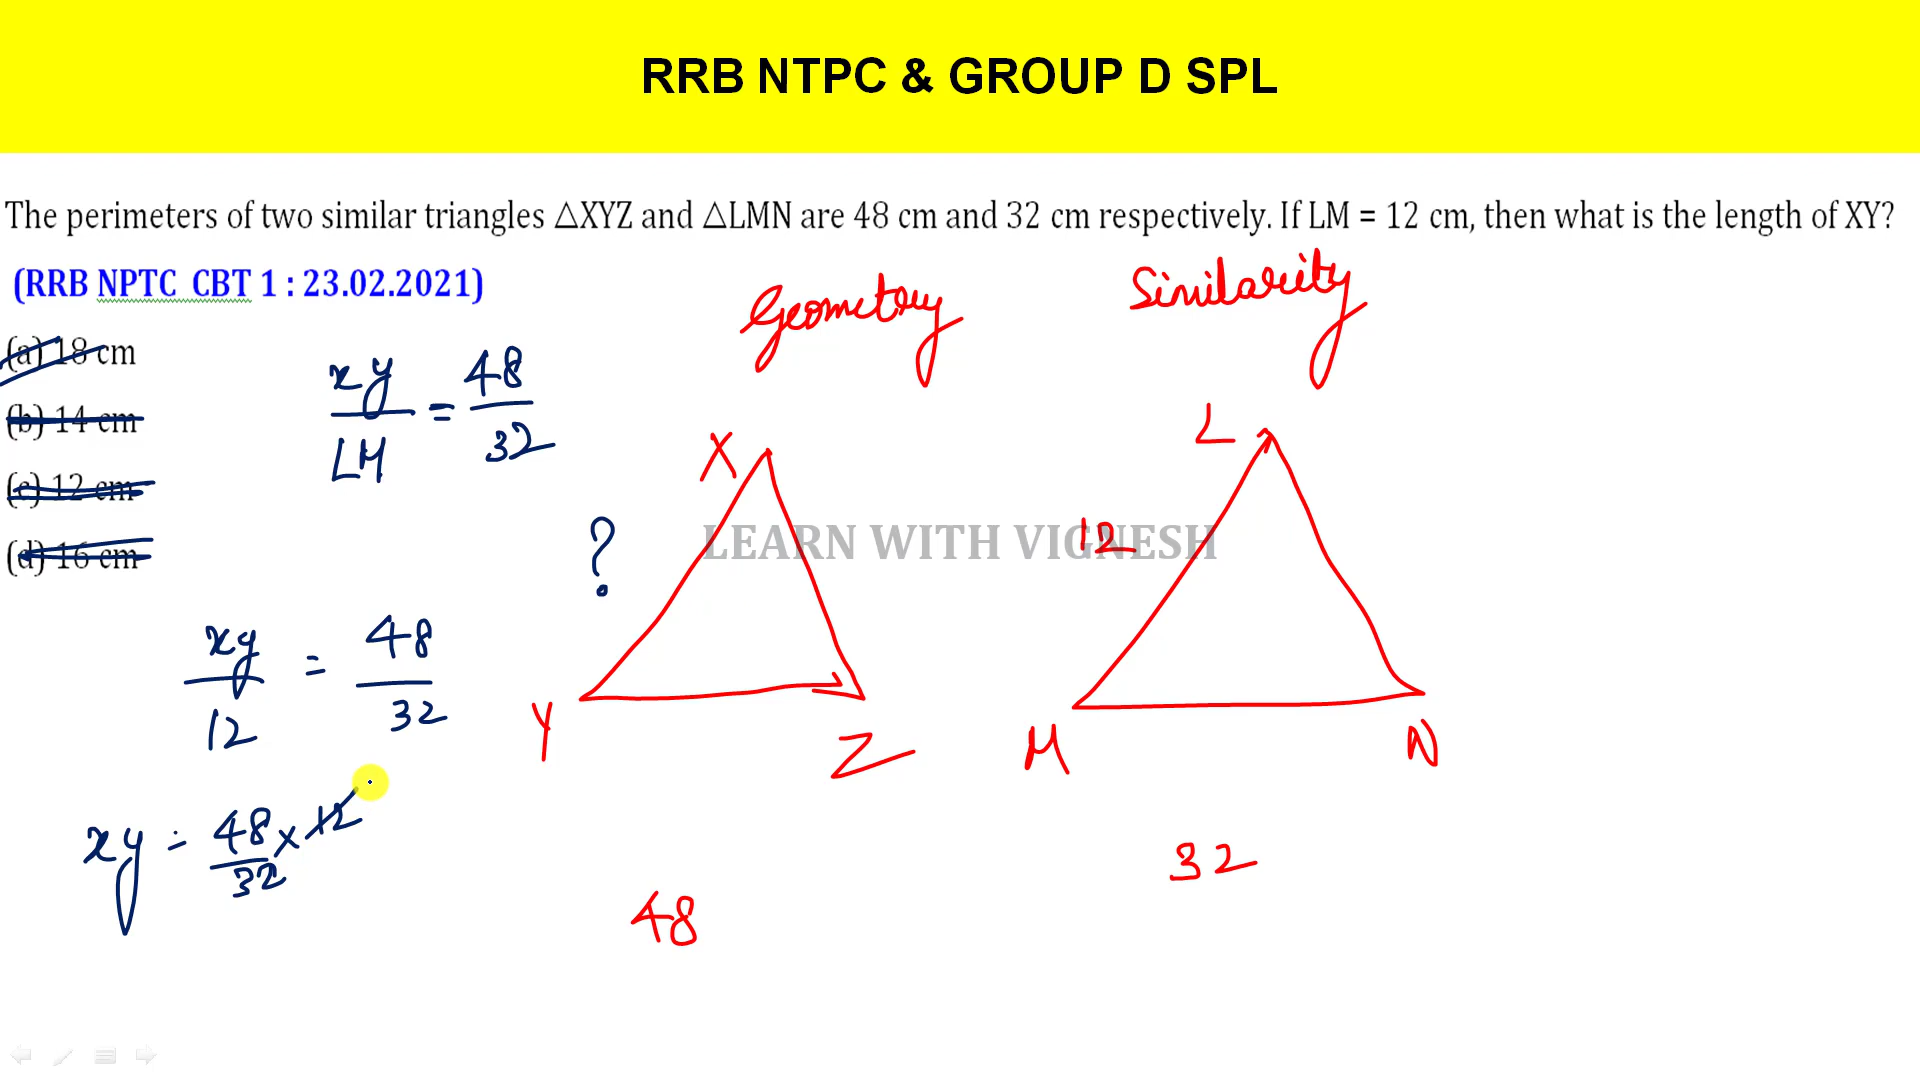 RRB NTPC & GROUP D SPL
The perimeters of two similar triangles △XYZ and △LMN are 48 cm and 32 cm respectively. If LM = 12 cm, then what is the length of XY?
(RRB NPTC CBT 1 : 23.02.2021)
Geometry
Similarity
(a) 18 cm
(b) 14 cm
(c) 12 cm
(d) 16 cm
xy/LM = 48/32
X
L
?
12
LEARN WITH VIGNESH
xy/12 = 48/32
Y
Z
M
N
xy = 48/32 x 12
48
32